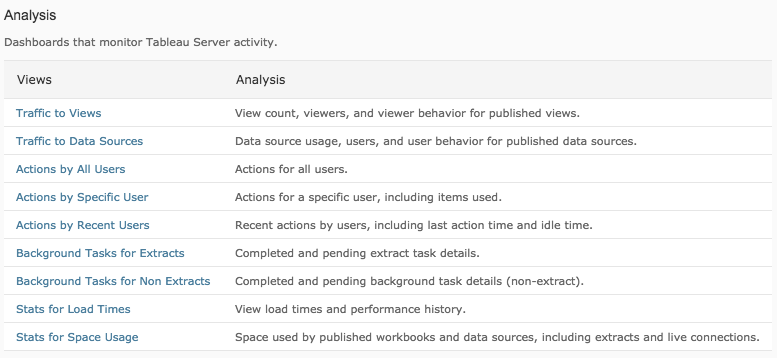 Analysis
Dashboards that monitor Tableau Server activity.
Views Analysis
Traffic to Views View count, viewers, and viewer behavior for published views.
Traffic to Data Sources Data source usage, users, and user behavior for published data sources.
Actions by All Users Actions for all users.
Actions by Specific User Actions for a specific user, including items used.
Actions by Recent Users Recent actions by users, including last action time and idle time.
Background Tasks for Extracts Completed and pending extract task details.
Background Tasks for Non Extracts Completed and pending background task details (non-extract).
Stats for Load Times View load times and performance history.
Stats for Space Usage Space used by published workbooks and data sources, including extracts and live connections.